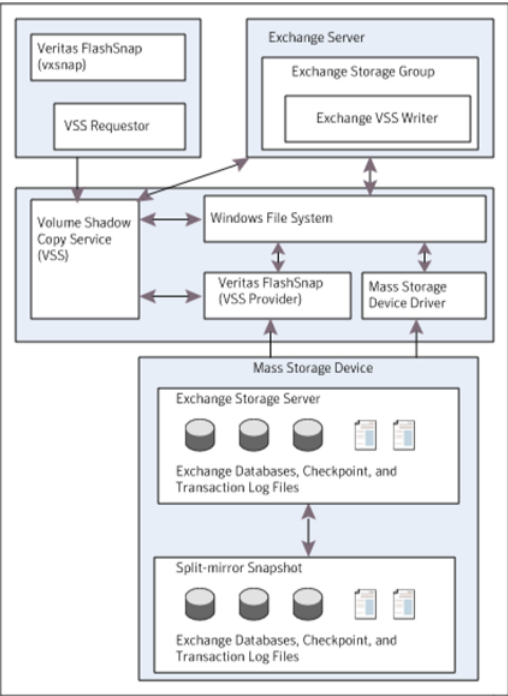 Veritas FlashSnap
(vxsnap)
VSS Requestor
Exchange Server
Exchange Storage Group
Exchange VSS Writer
Volume Shadow
Copy Service
(VSS)
Windows File System
Veritas FlashSnap
(VSS Provider)
Mass Storage
Device Driver
Mass Storage Device
Exchange Storage Server
Exchange Databases, Checkpoint, and
Transaction Log Files
Split-mirror Snapshot
Exchange Databases, Checkpoint, and
Transaction Log Files